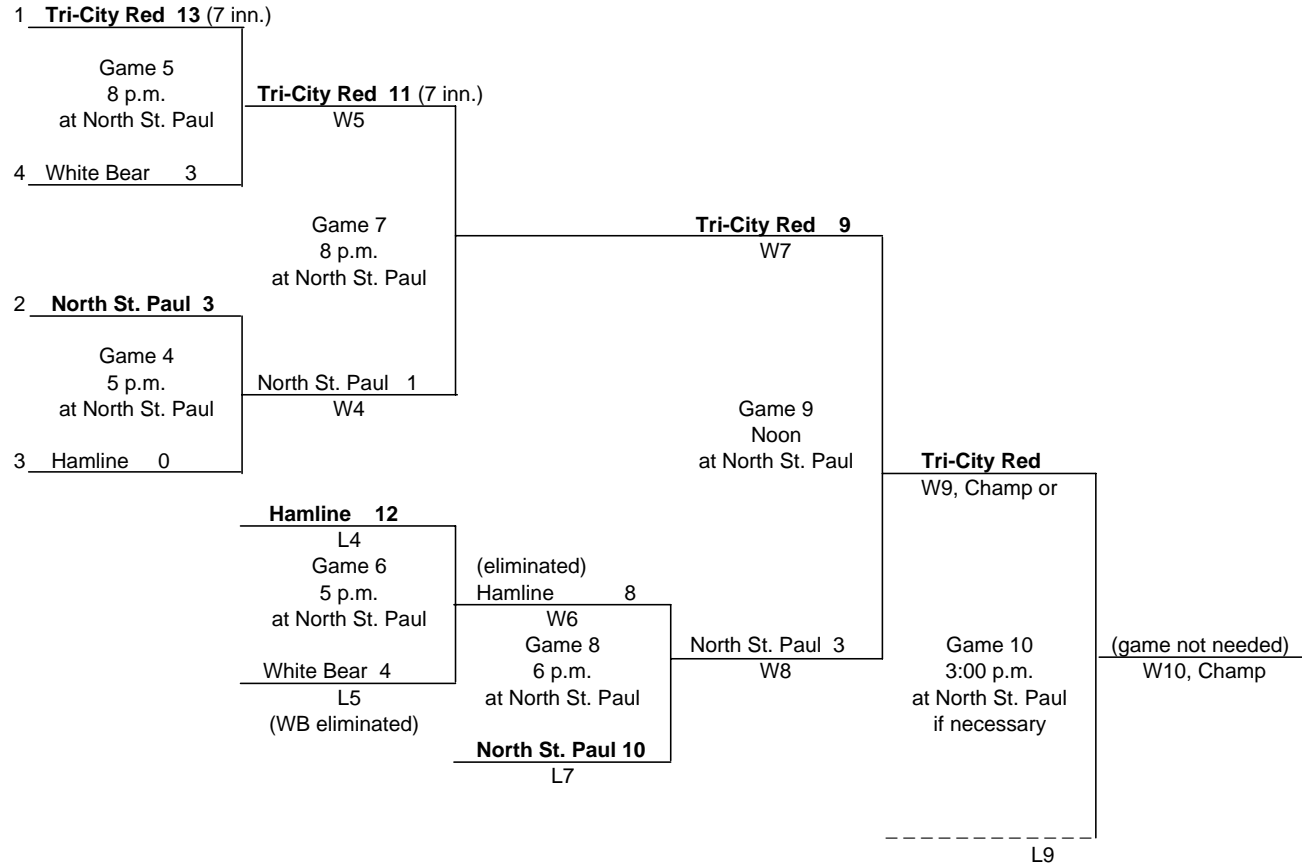 1 Tri-City Red 13 (7 inn.)
Game 5
8 p.m.
at North St. Paul
Tri-City Red 11 (7 inn.)
W5
4 White Bear 3
Game 7
8 p.m.
at North St. Paul
Tri-City Red 9
W7
2 North St. Paul 3
Game 4
5 p.m.
at North St. Paul
North St. Paul 1
W4
3 Hamline 0
Game 9
Noon
at North St. Paul
Tri-City Red
W9, Champ or
Hamline 12
L4
Game 6
5 p.m.
at North St. Paul
(eliminated)
Hamline 8
W6
White Bear 4
L5
(WB eliminated)
Game 8
6 p.m.
at North St. Paul
North St. Paul 3
W8
North St. Paul 10
L7
Game 10
3:00 p.m.
at North St. Paul
if necessary
(game not needed)
W10, Champ
L9